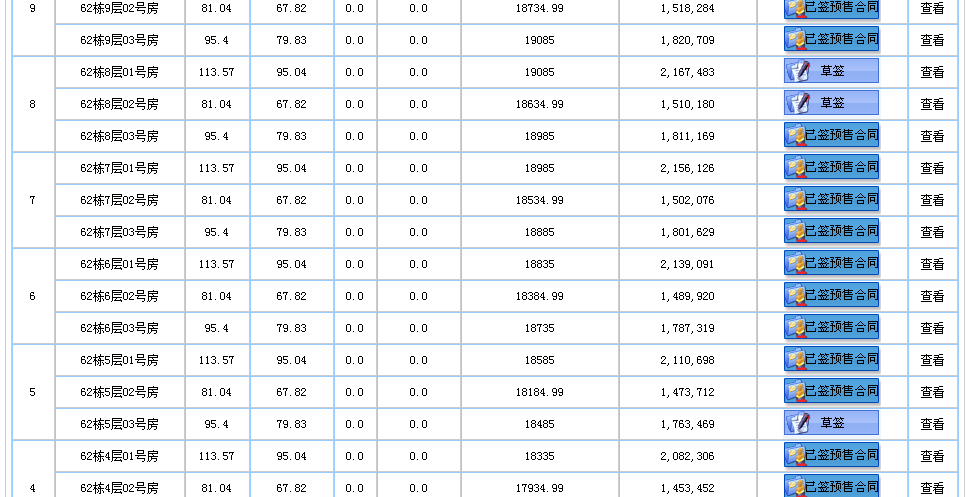 9 62栋9层02号房 81.04 67.82 0.0 0.0 18734.99 1,518,284 已签预售合同 查看
62栋9层03号房 95.4 79.83 0.0 0.0 19085 1,820,709 已签预售合同 查看
62栋8层01号房 113.57 95.04 0.0 0.0 19085 2,167,483 草签 查看
8 62栋8层02号房 81.04 67.82 0.0 0.0 18634.99 1,510,180 草签 查看
62栋8层03号房 95.4 79.83 0.0 0.0 18985 1,811,169 已签预售合同 查看
62栋7层01号房 113.57 95.04 0.0 0.0 18985 2,156,126 已签预售合同 查看
7 62栋7层02号房 81.04 67.82 0.0 0.0 18534.99 1,502,076 已签预售合同 查看
62栋7层03号房 95.4 79.83 0.0 0.0 18885 1,801,629 已签预售合同 查看
62栋6层01号房 113.57 95.04 0.0 0.0 18835 2,139,091 已签预售合同 查看
6 62栋6层02号房 81.04 67.82 0.0 0.0 18384.99 1,489,920 已签预售合同 查看
62栋6层03号房 95.4 79.83 0.0 0.0 18735 1,787,319 已签预售合同 查看
62栋5层01号房 113.57 95.04 0.0 0.0 18585 2,110,698 已签预售合同 查看
5 62栋5层02号房 81.04 67.82 0.0 0.0 18184.99 1,473,712 已签预售合同 查看
62栋5层03号房 95.4 79.83 0.0 0.0 18485 1,763,469 草签 查看
62栋4层01号房 113.57 95.04 0.0 0.0 18335 2,082,306 已签预售合同 查看
4 62栋4层02号房 81.04 67.82 0.0 0.0 17934.99 1,453,452 已签预售合同 查看